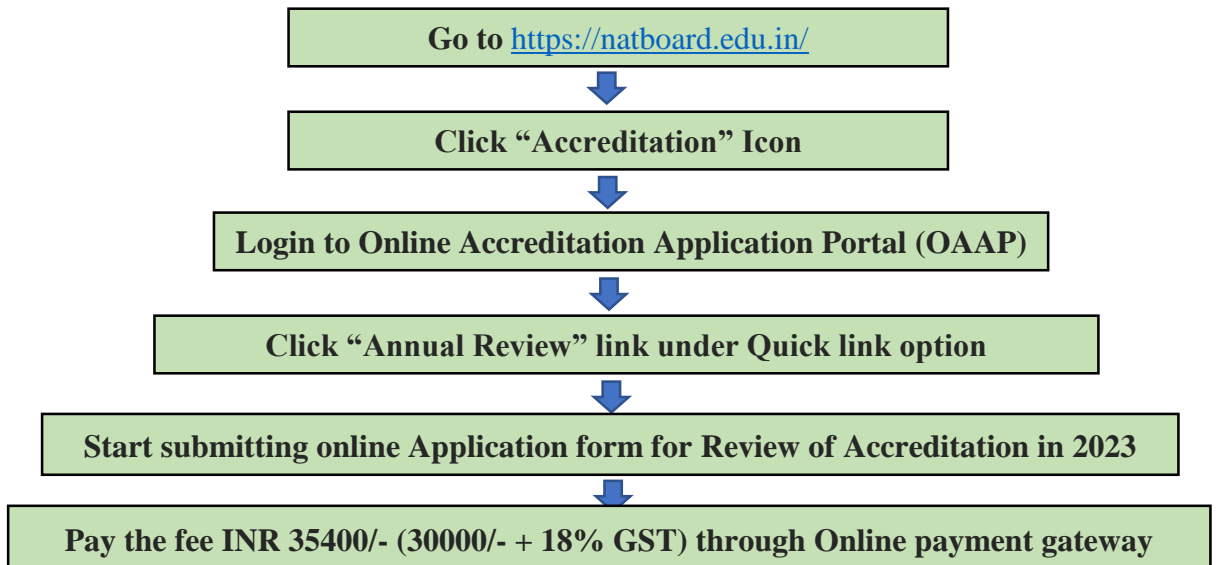 Go to https://natboard.edu.in/
Click “Accreditation” Icon
Login to Online Accreditation Application Portal (OAAP)
Click “Annual Review” link under Quick link option
Start submitting online Application form for Review of Accreditation in 2023
Pay the fee INR 35400/- (30000/- + 18% GST) through Online payment gateway